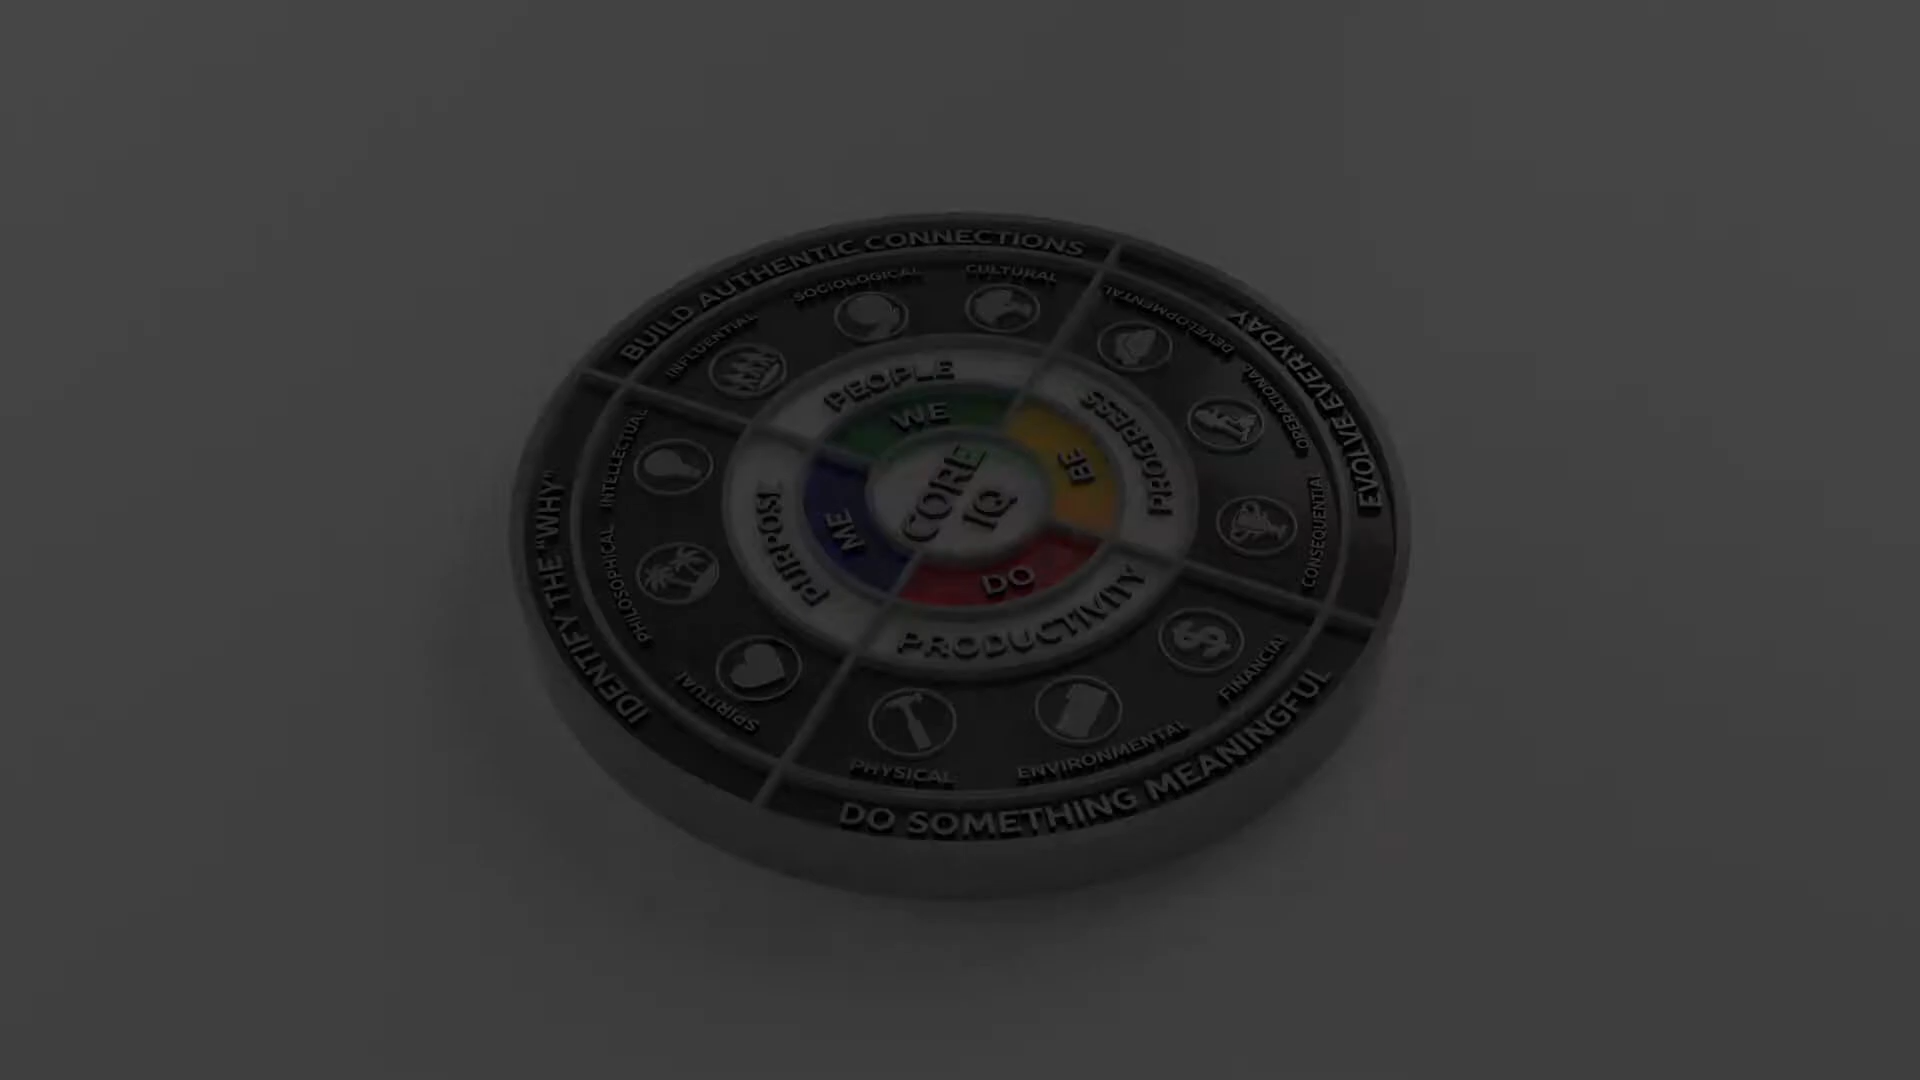 BUILD AUTHENTIC CONNECTIONS
EVOLVE EVERYDAY
DO SOMETHING MEANINGFUL
IDENTIFY THE "WHY"
INFLUENTIAL
SOCIOLOGICAL
CULTURAL
DEVELOPMENTAL
OPERATIONAL
CONSEQUENTIAL
FINANCIAL
ENVIRONMENTAL
PHYSICAL
SPIRITUAL
PHILOSOPHICAL
INTELLECTUAL
PEOPLE
PROGRESS
PRODUCTIVITY
PURPOSE
WE
BE
DO
ME
CORE
IQ